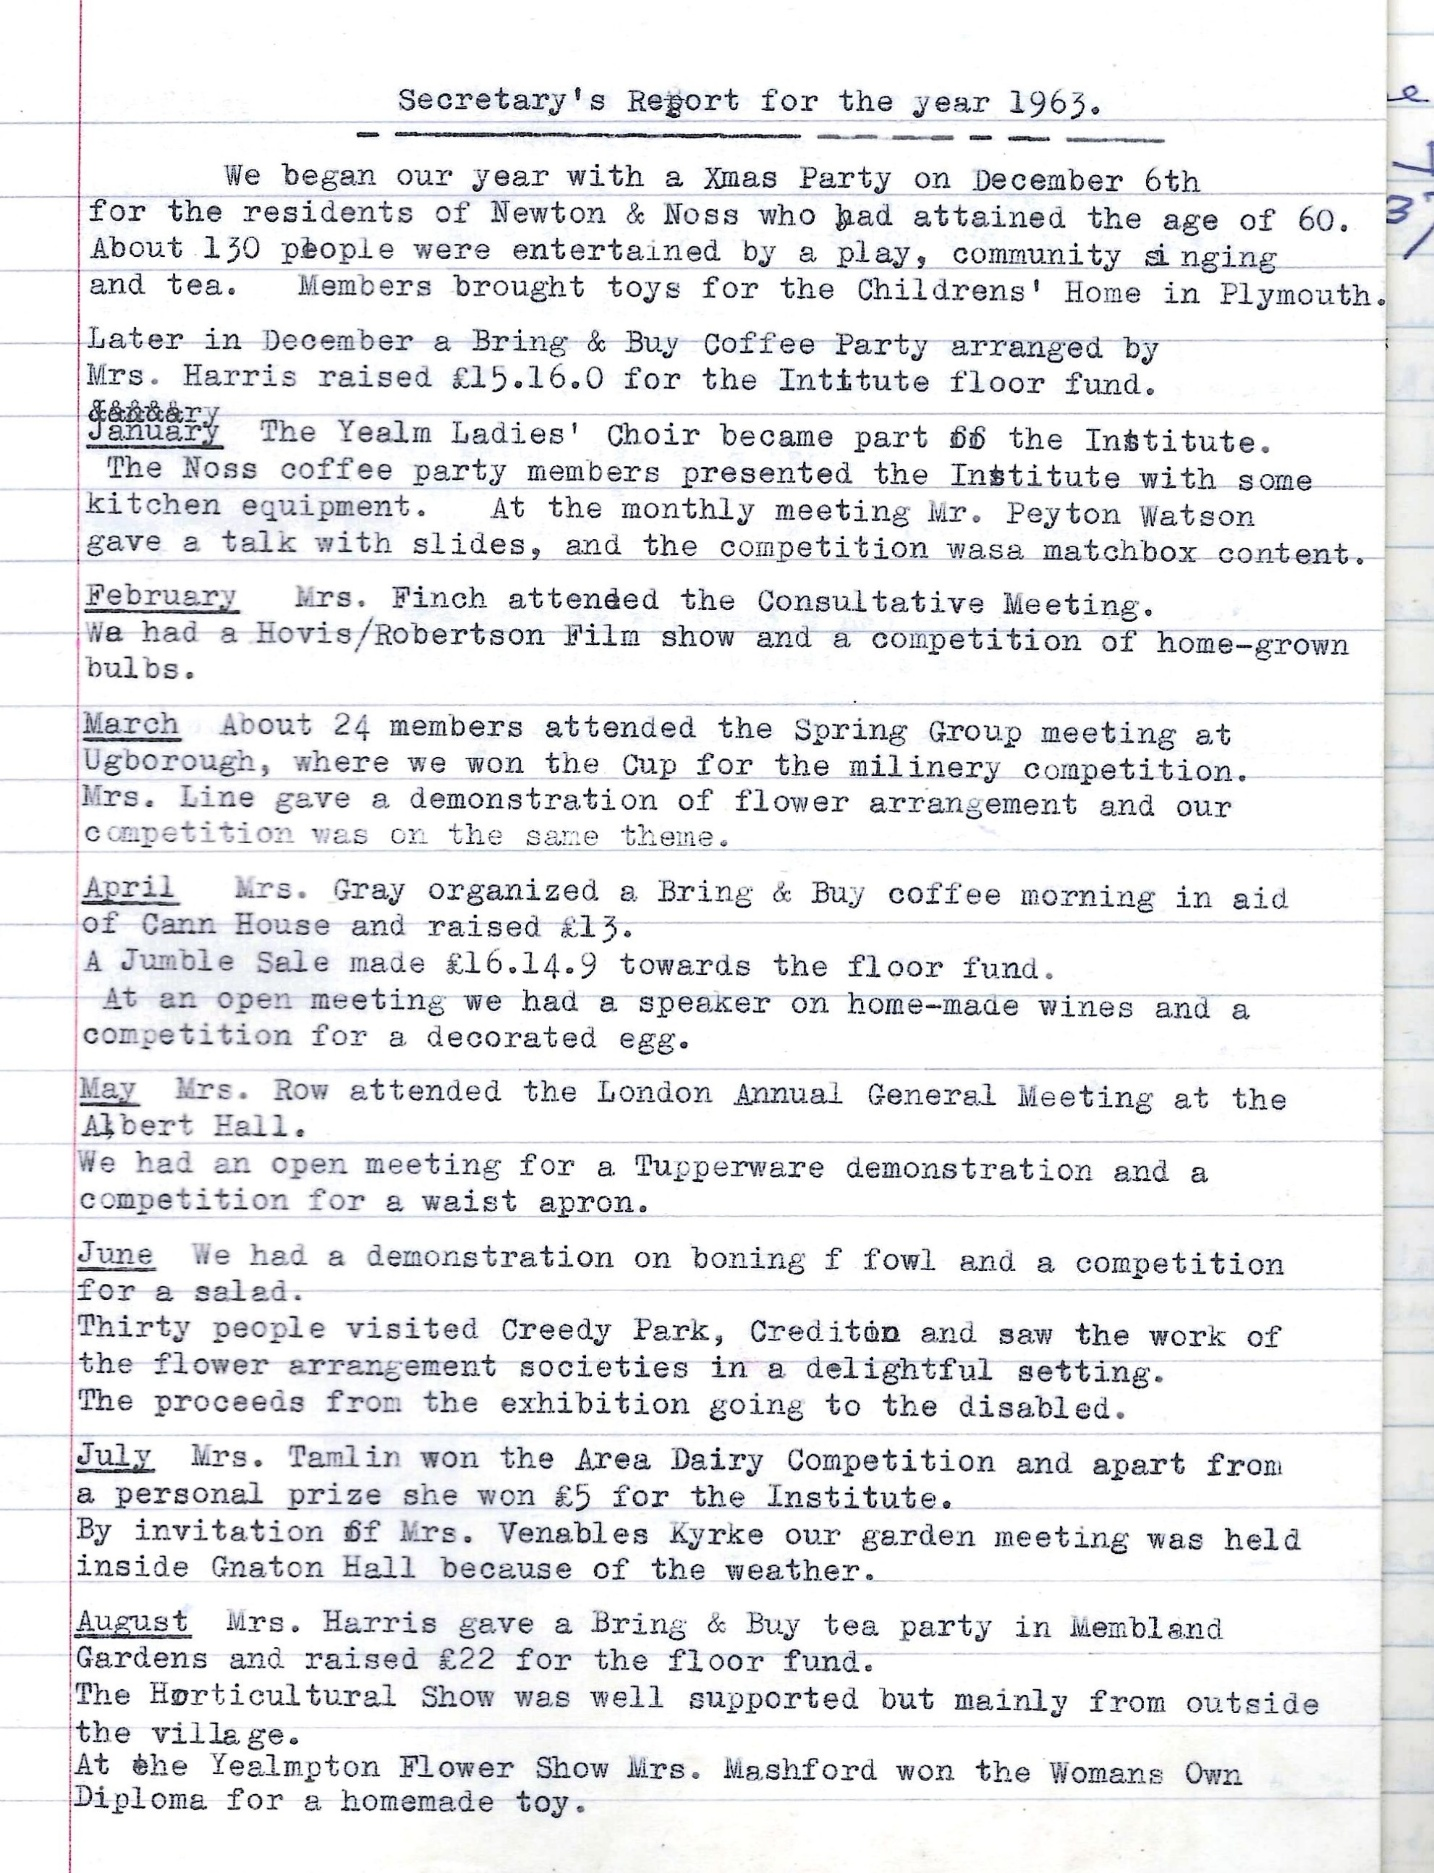 Secretary's Report for the year 1963.
We began our year with a Xmas Party on December 6th
for the residents of Newton & Noss who had attained the age of 60.
About 130 people were entertained by a play, community si nging
and tea. Members brought toys for the Childrens' Home in Plymouth.
Later in December a Bring & Buy Coffee Party arranged by
Mrs. Harris raised £15.16.0 for the Intitute floor fund.
January The Yealm Ladies' Choir became part of the Institute.
The Noss coffee party members presented the Institute with some
kitchen equipment. At the monthly meeting Mr. Peyton Watson
gave a talk with slides, and the competition wasa matchbox content.
February Mrs. Finch attended the Consultative Meeting.
We had a Hovis/Robertson Film show and a competition of home-grown
bulbs.
March About 24 members attended the Spring Group meeting at
Ugborough, where we won the Cup for the milinery competition.
Mrs. Line gave a demonstration of flower arrangement and our
competition was on the same theme.
April Mrs. Gray organized a Bring & Buy coffee morning in aid
of Cann House and raised £13.
A Jumble Sale made £16.14.9 towards the floor fund.
At an open meeting we had a speaker on home-made wines and a
competition for a decorated egg.
May Mrs. Row attended the London Annual General Meeting at the
Albert Hall.
We had an open meeting for a Tupperware demonstration and a
competition for a waist apron.
June We had a demonstration on boning f fowl and a competition
for a salad.
Thirty people visited Creedy Park, Crediton and saw the work of
the flower arrangement societies in a delightful setting.
The proceeds from the exhibition going to the disabled.
July Mrs. Tamlin won the Area Dairy Competition and apart from
a personal prize she won £5 for the Institute.
By invitation of Mrs. Venables Kyrke our garden meeting was held
inside Gnaton Hall because of the weather.
August Mrs. Harris gave a Bring & Buy tea party in Membland
Gardens and raised £22 for the floor fund.
The Horticultural Show was well supported but mainly from outside
the village.
At the Yealmpton Flower Show Mrs. Mashford won the Womans Own
Diploma for a homemade toy.